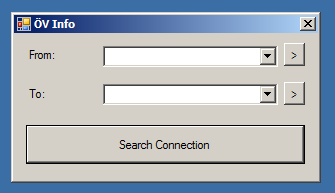 ÖV Info
From:
>
To:
>
Search Connection